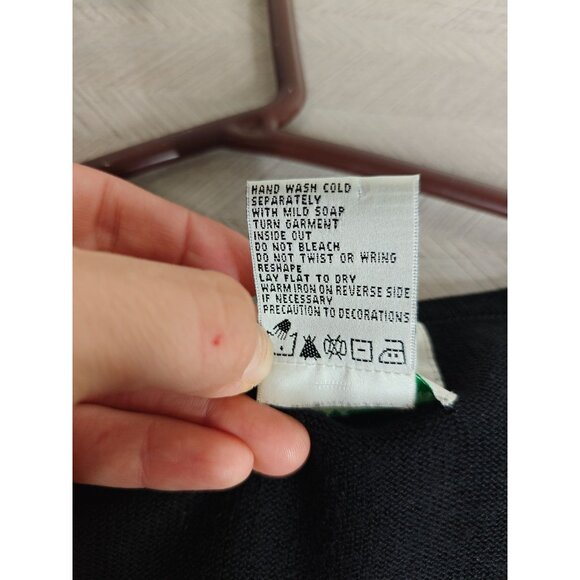 HAND WASH COLD
SEPARATELY
WITH MILD SOAP
TURN GARMENT
INSIDE OUT
DO NOT BLEACH
DO NOT TWIST OR WRING
RESHAPE
LAY FLAT TO DRY
WARM IRON ON REVERSE SIDE
IF NECESSARY
PRECAUTION TO DECORATIONS